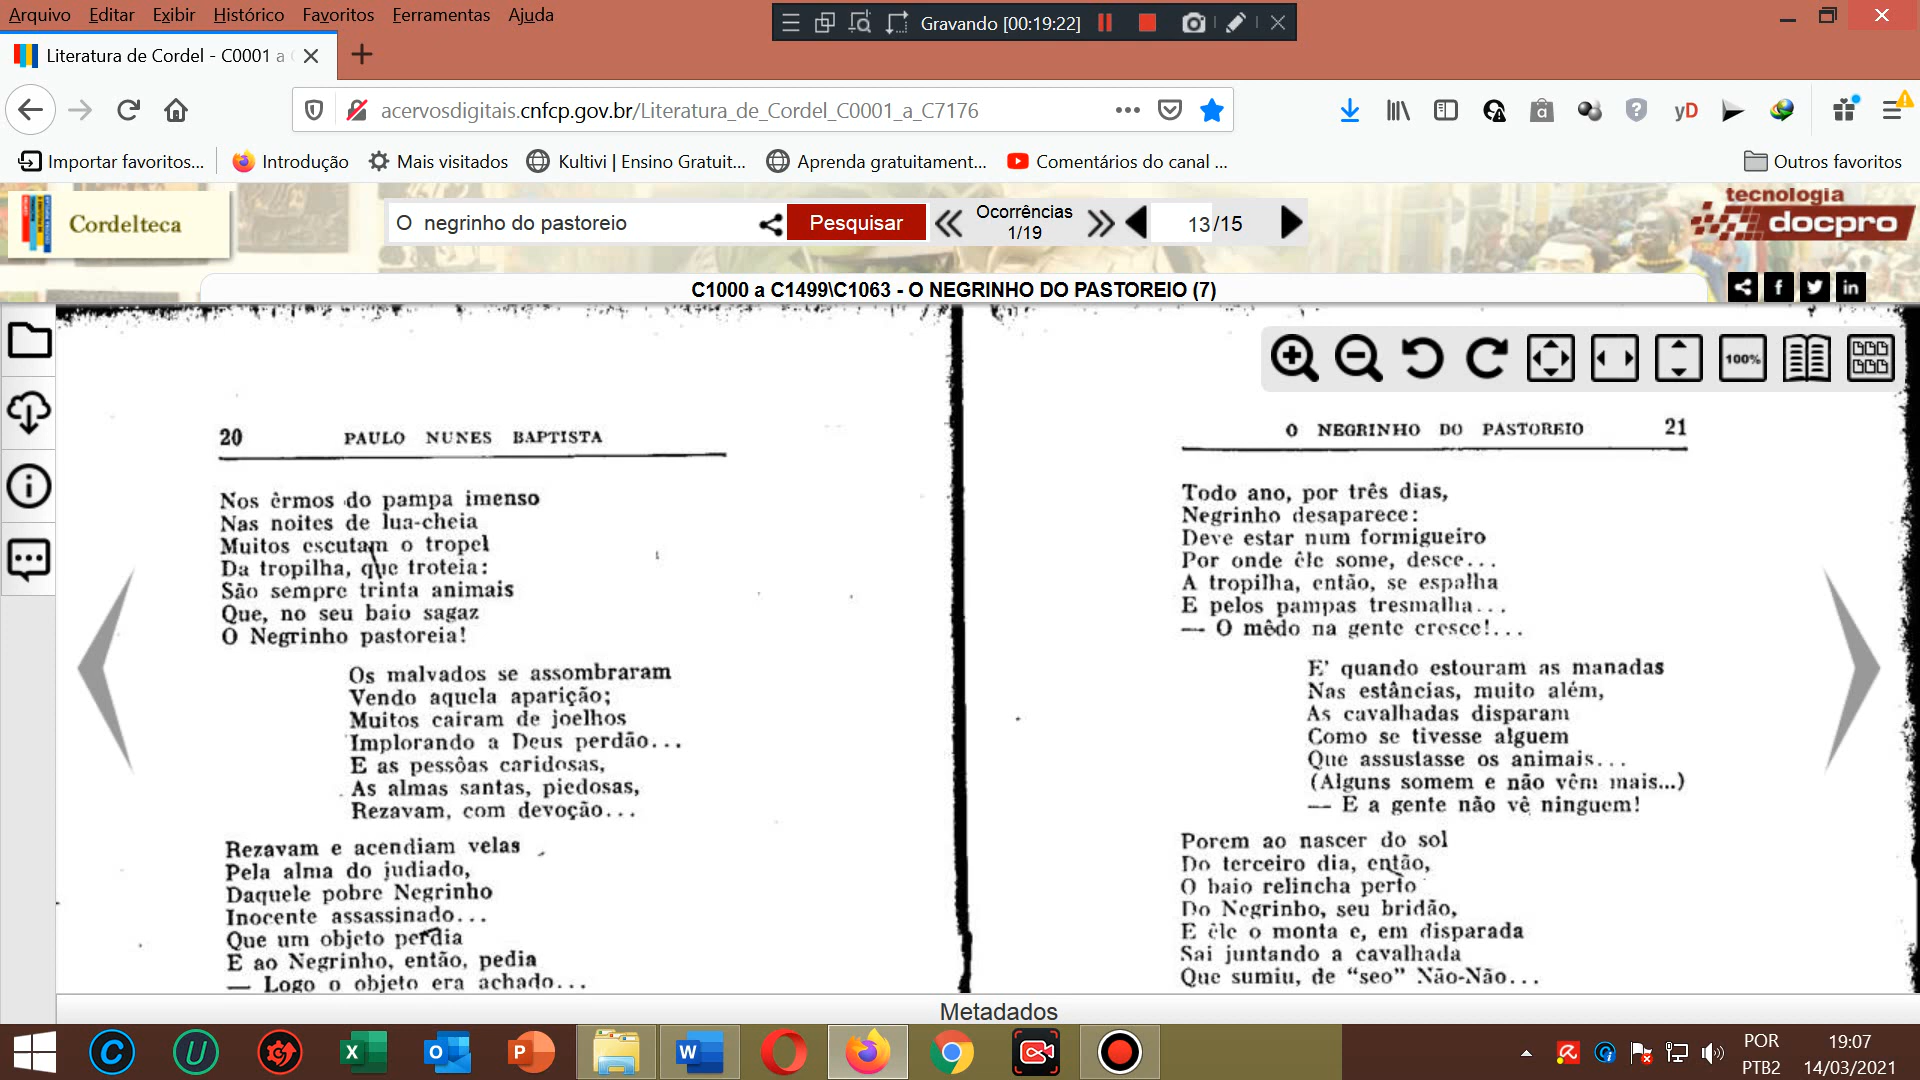 Arquivo Editar Exibir Histórico Favoritos Ferramentas Ajuda
Gravando [00:19:22]
Literatura de Cordel - C0001 a
acervosdigitais.cnfcp.gov.br/Literatura_de_Cordel_C0001_a_C7176
yD
Importar favoritos... Introdução Mais visitados Kultivi | Ensino Gratuit... Aprenda gratuitament... Comentários do canal ... Outros favoritos
Cordelteca
O negrinho do pastoreio
Pesquisar
Ocorrências
1/19
13 /15
tecnologia
docpro
C1000 a C1499\C1063 - O NEGRINHO DO PASTOREIO (7)
100%
20 PAULO NUNES BAPTISTA
Nos êrmos do pampa imenso
Nas noites de lua-cheia
Muitos escutam o tropel
Da tropilha, que troteia:
São sempre trinta animais
Que, no seu baio sagaz
O Negrinho pastoreia!
Os malvados se assombraram
Vendo aquela aparição;
Muitos cairam de joelhos
Implorando a Deus perdão...
E as pessôas caridosas,
As almas santas, piedosas,
Rezavam, com devoção...
Rezavam e acendiam velas
Pela alma do judiado,
Daquele pobre Negrinho
Inocente assassinado...
Que um objeto perdia
E ao Negrinho, então, pedia
— Logo o objeto era achado...
O NEGRINHO DO PASTOREIO 21
Todo ano, por três dias,
Negrinho desaparece:
Deve estar num formigueiro
Por onde êle some, desce...
A tropilha, então, se espalha
E pelos pampas tresmalha...
— O mêdo na gente cresce!...
E' quando estouram as manadas
Nas estâncias, muito além,
As cavalhadas disparam
Como se tivesse alguem
Que assustasse os animais...
(Alguns somem e não vêm mais...)
— E a gente não vê ninguem!
Porem ao nascer do sol
Do terceiro dia, então,
O baio relincha perto
Do Negrinho, seu bridão,
E êle o monta e, em disparada
Sai juntando a cavalhada
Que sumiu, de “seo” Não-Não...
Metadados
POR
PTB2
19:07
14/03/2021